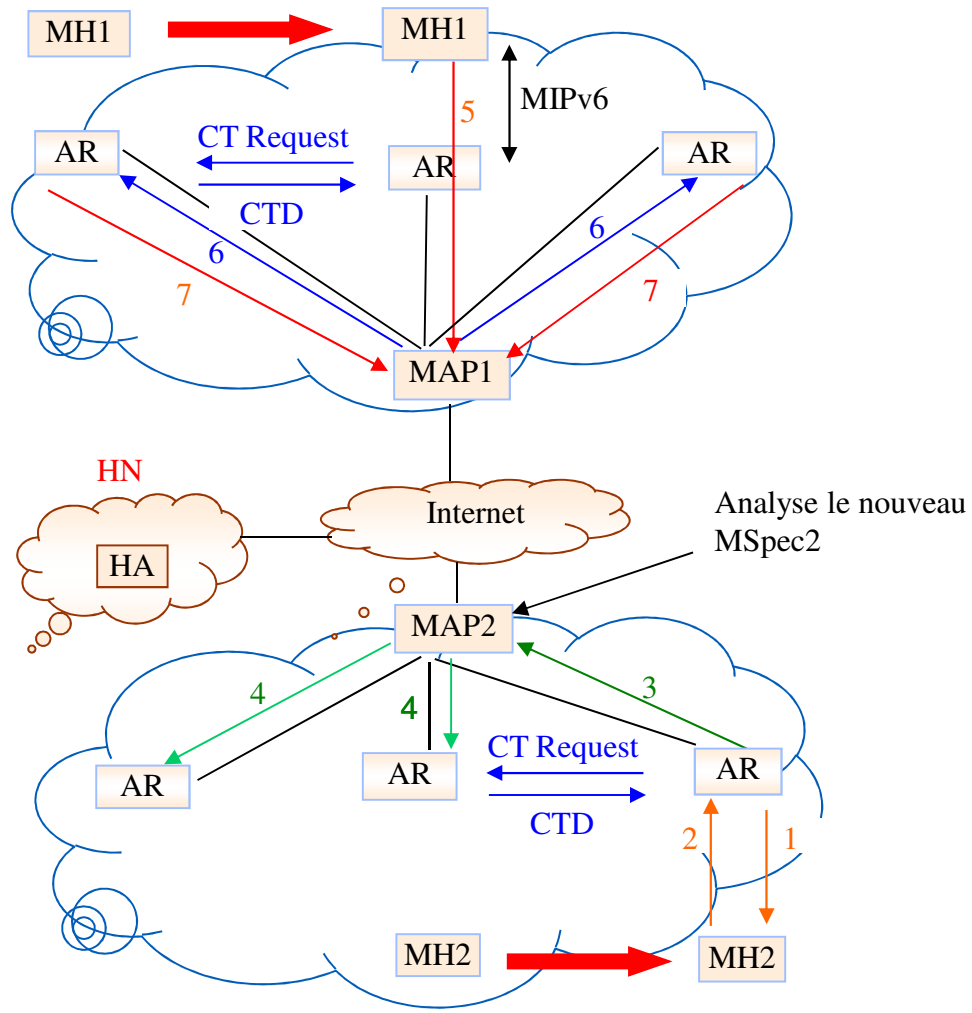 MH1
MH1
MIPv6
5
AR
CT Request
AR
AR
CTD
6
6
7
7
MAP1
HN
Internet
Analyse le nouveau
MSpec2
HA
MAP2
4
4
3
CT Request
AR
AR
AR
CTD
2
1
MH2
MH2